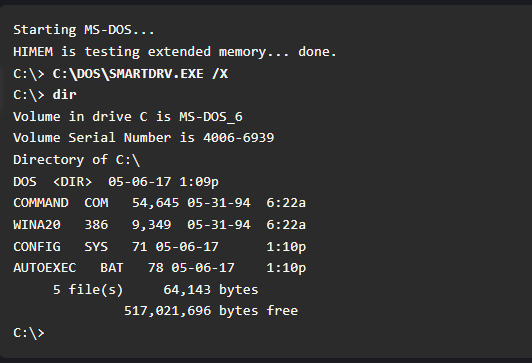 Starting MS-DOS...
HIMEM is testing extended memory... done.
C:\> C:\DOS\SMARTDRV.EXE /X
C:\> dir
Volume in drive C is MS-DOS_6
Volume Serial Number is 4006-6939
Directory of C:\
DOS  <DIR>  05-06-17 1:09p
COMMAND  COM   54,645 05-31-94  6:22a
WINA20   386   9,349  05-31-94  6:22a
CONFIG   SYS   71 05-06-17      1:10p
AUTOEXEC   BAT   78 05-06-17    1:10p
     5 file(s)     64,143 bytes
              517,021,696 bytes free
C:\>